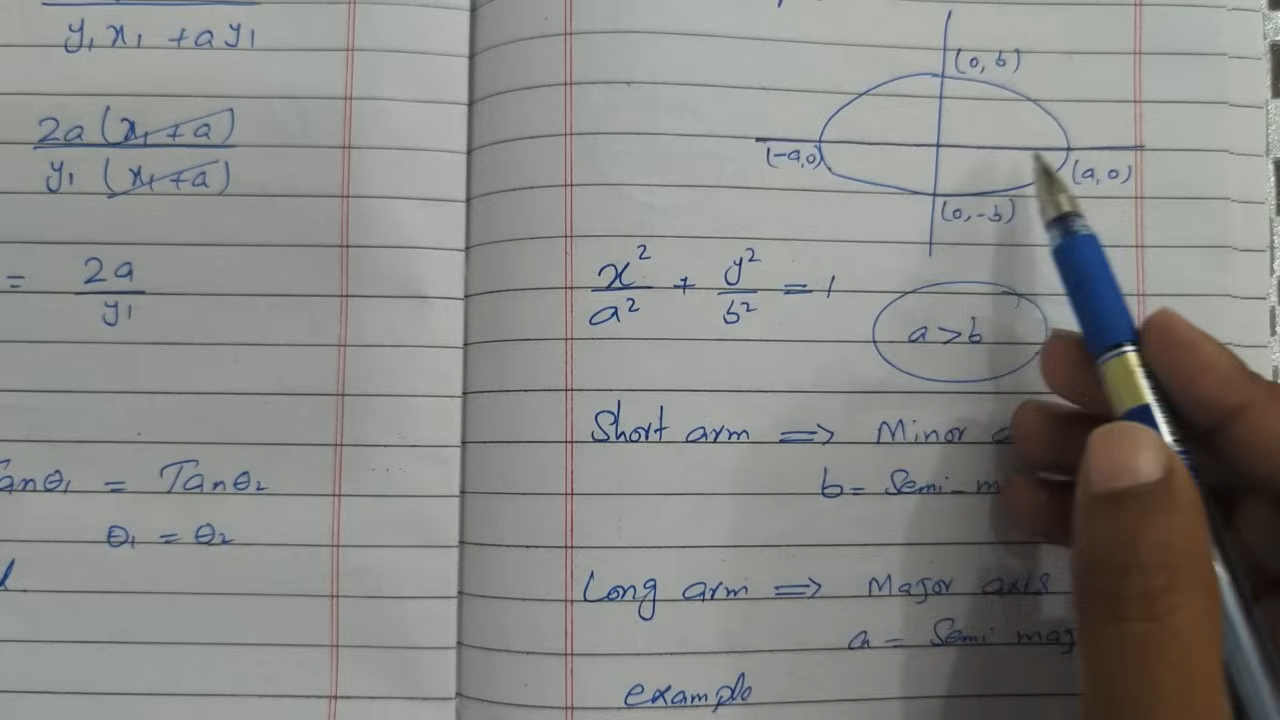 y₁x₁ + ay₁
2a (x₁ + a)
y₁ (x₁ + a)
= 2a
y₁
Tanθ₁ = Tanθ₂
θ₁ = θ₂
(0, b)
(-a,0)
(a, 0)
(0, -b)
x²/a² + y²/b² = 1
a > b
Short arm ⇒ Minor
b = Semi-m
Long arm ⇒ Major axis
a = Semi maj
example